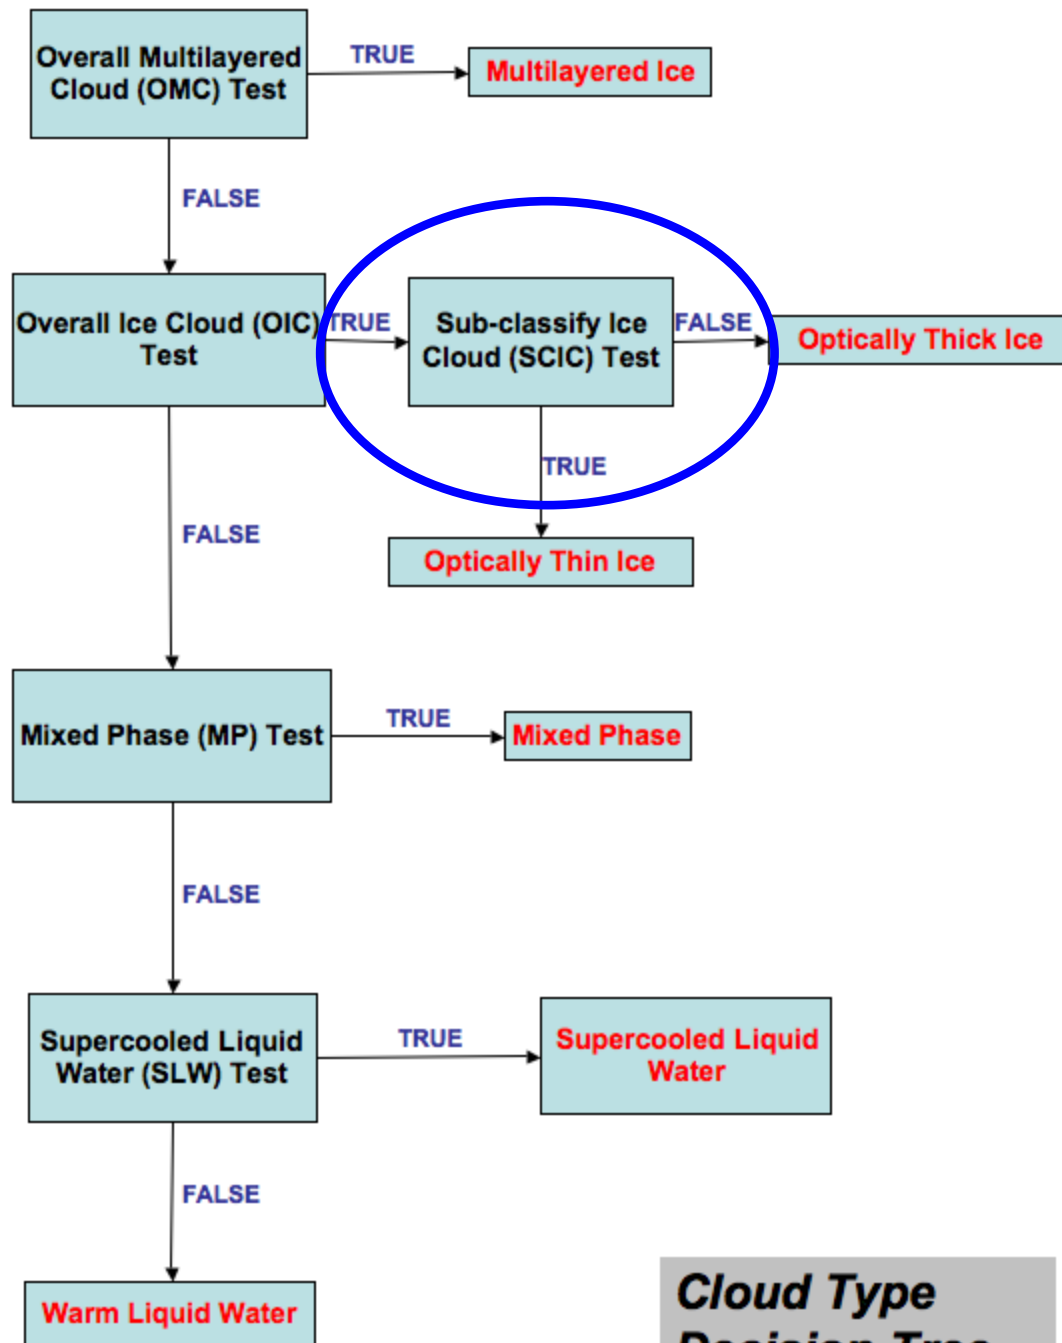 Overall Multilayered
Cloud (OMC) Test
TRUE
Multilayered Ice
FALSE
Overall Ice Cloud (OIC)
Test
TRUE
Sub-classify Ice
Cloud (SCIC) Test
FALSE
Optically Thick Ice
TRUE
Optically Thin Ice
FALSE
Mixed Phase (MP) Test
TRUE
Mixed Phase
FALSE
Supercooled Liquid
Water (SLW) Test
TRUE
Supercooled Liquid
Water
FALSE
Warm Liquid Water
Cloud Type
Decision Tree